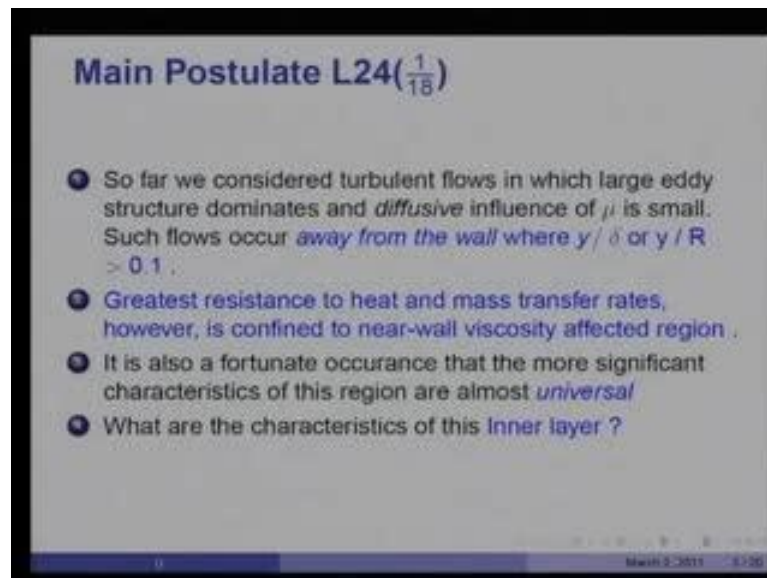 Main Postulate L24(1/18)
So far we considered turbulent flows in which large eddy
structure dominates and diffusive influence of μ is small.
Such flows occur away from the wall where y/ δ or y / R
> 0.1 .
Greatest resistance to heat and mass transfer rates,
however, is confined to near-wall viscosity affected region .
It is also a fortunate occurance that the more significant
characteristics of this region are almost universal
What are the characteristics of this Inner layer ?
()
March 2, 2011